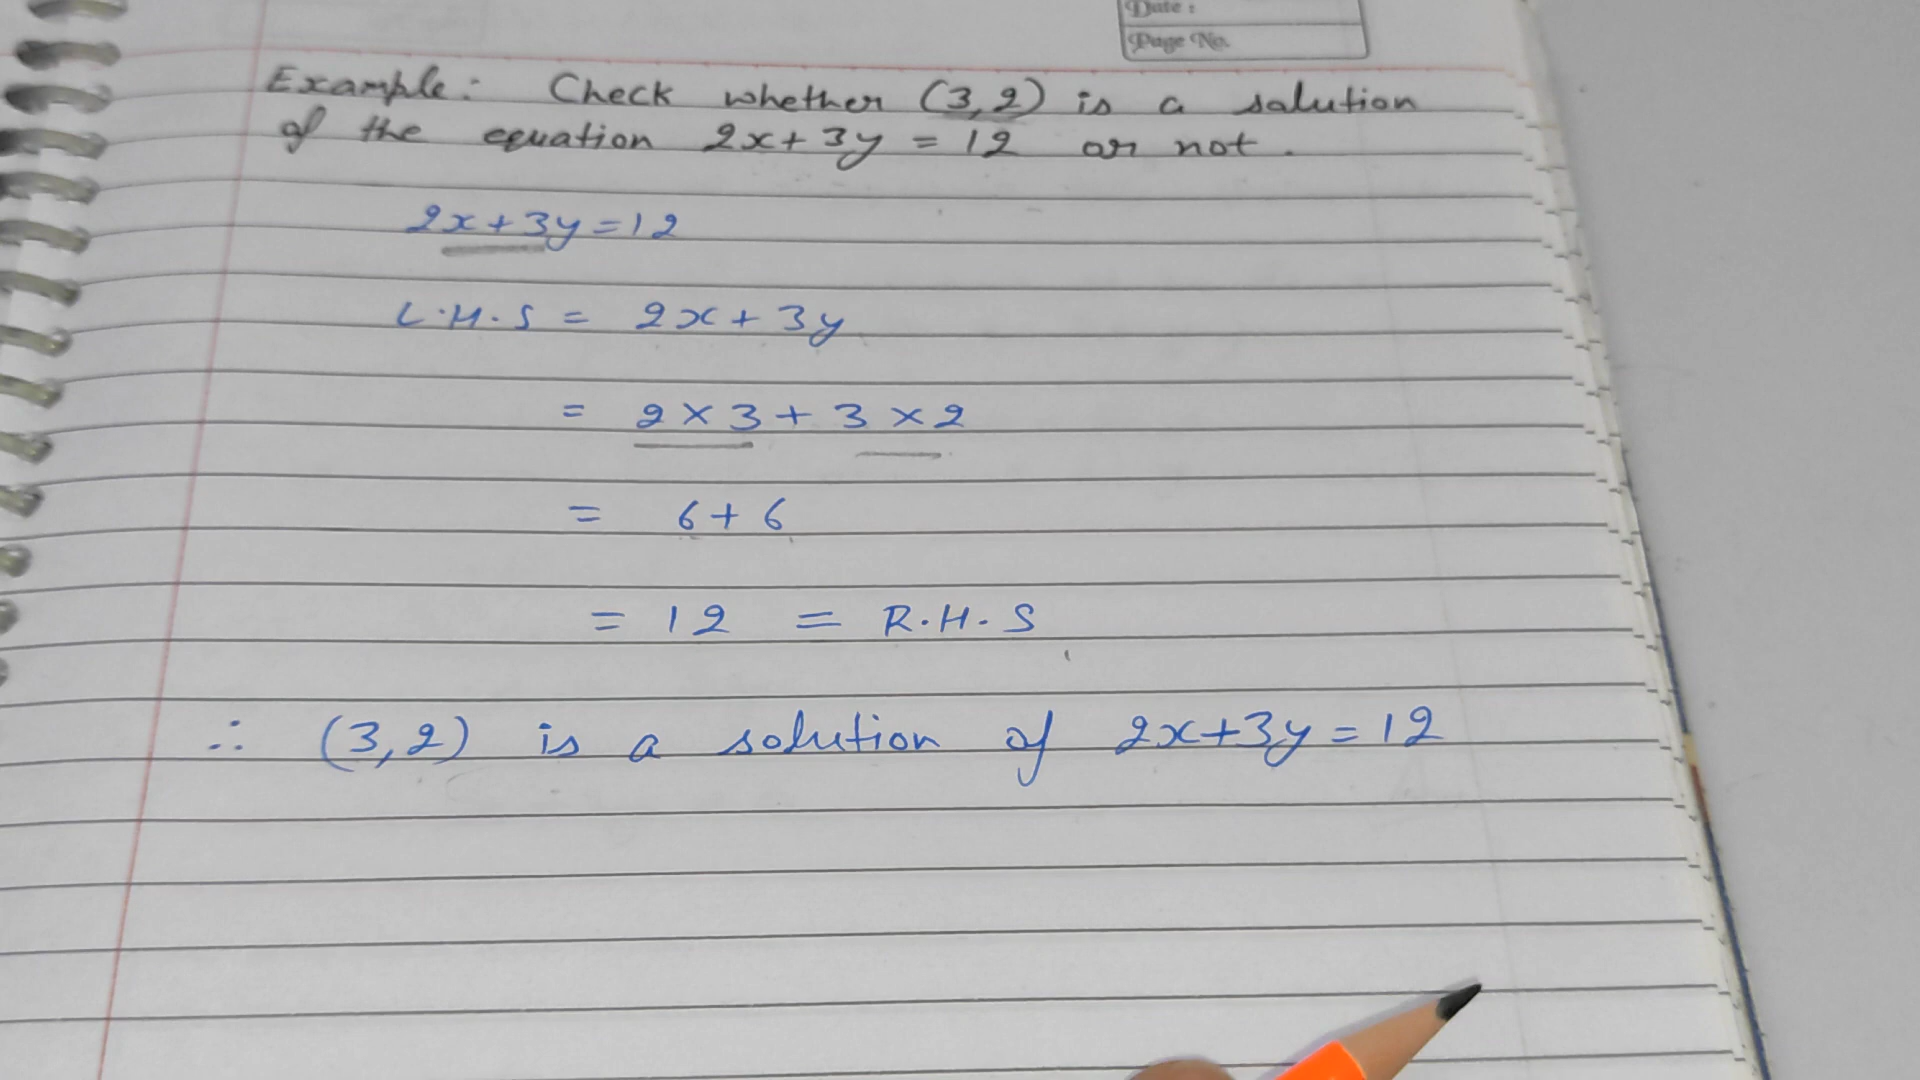 Date :
Page No.
Example : Check whether (3,2) is a solution
of the equation 2x + 3y = 12 or not .
2x + 3y = 12
L.H.S = 2x + 3y
= 2 × 3 + 3 × 2
= 6 + 6
= 12 = R.H.S
∴ (3,2) is a solution of 2x+3y = 12